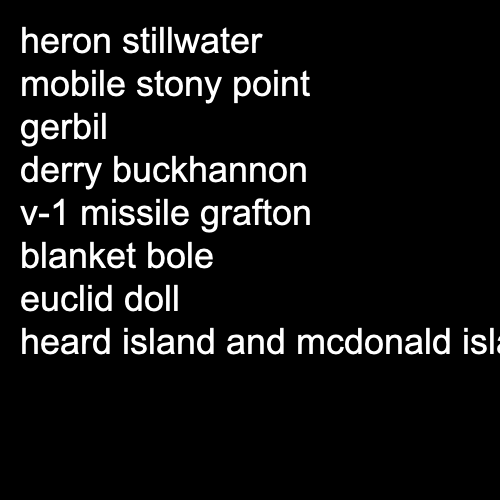 heron stillwater
mobile stony point
gerbil
derry buckhannon
v-1 missile grafton
blanket bole
euclid doll
heard island and mcdonald